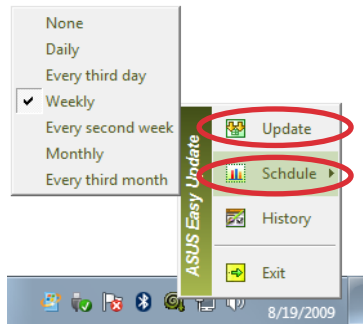 None
Daily
Every third day
Weekly
Every second week
Monthly
Every third month
ASUS Easy Update
Update
Schdule
History
Exit
8/19/2009